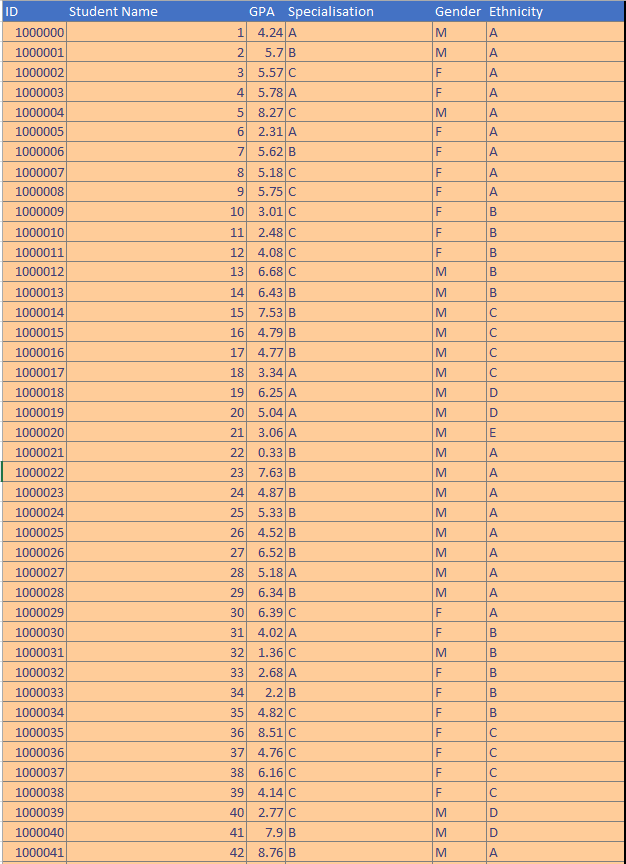 ID Student Name GPA Specialisation Gender Ethnicity
1000000 1 4.24 A M A
1000001 2 5.7 B M A
1000002 3 5.57 C F A
1000003 4 5.78 A F A
1000004 5 8.27 C M A
1000005 6 2.31 A F A
1000006 7 5.62 B F A
1000007 8 5.18 C F A
1000008 9 5.75 C F A
1000009 10 3.01 C F B
1000010 11 2.48 C F B
1000011 12 4.08 C F B
1000012 13 6.68 C M B
1000013 14 6.43 B M B
1000014 15 7.53 B M C
1000015 16 4.79 B M C
1000016 17 4.77 B M C
1000017 18 3.34 A M C
1000018 19 6.25 A M D
1000019 20 5.04 A M D
1000020 21 3.06 A M E
1000021 22 0.33 B M A
1000022 23 7.63 B M A
1000023 24 4.87 B M A
1000024 25 5.33 B M A
1000025 26 4.52 B M A
1000026 27 6.52 B M A
1000027 28 5.18 A M A
1000028 29 6.34 B M A
1000029 30 6.39 C F A
1000030 31 4.02 A F B
1000031 32 1.36 C M B
1000032 33 2.68 A F B
1000033 34 2.2 B F B
1000034 35 4.82 C F B
1000035 36 8.51 C F C
1000036 37 4.76 C F C
1000037 38 6.16 C F C
1000038 39 4.14 C F C
1000039 40 2.77 C M D
1000040 41 7.9 B M D
1000041 42 8.76 B M A